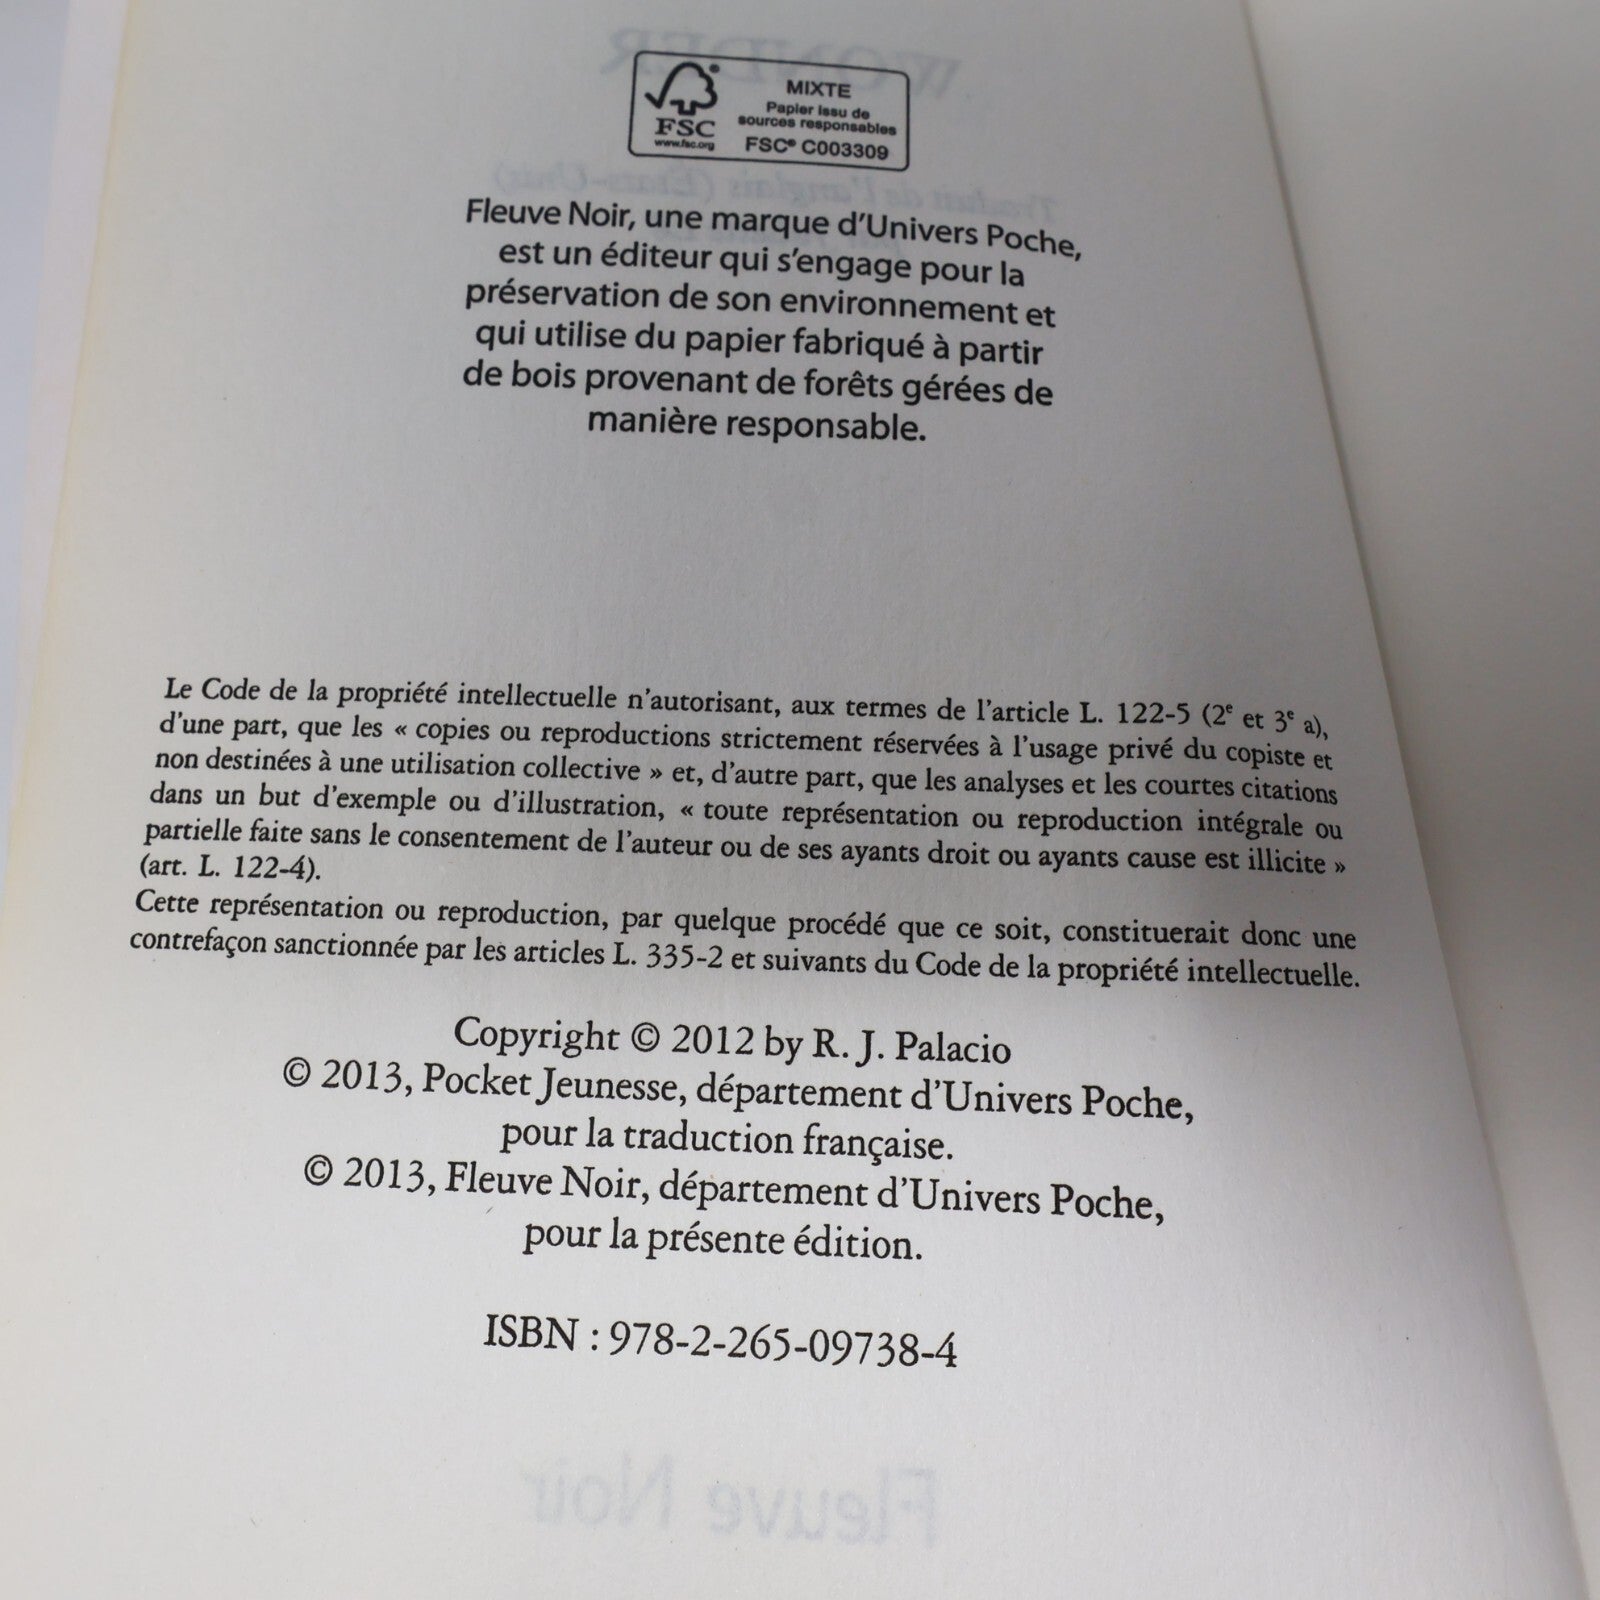 WONDER
FSC
www.fsc.org
MIXTE
Papier issu de
sources responsables
FSC® C003309
Traduit de l'anglais (États-Unis)
Fleuve Noir, une marque d'Univers Poche,
est un éditeur qui s'engage pour la
préservation de son environnement et
qui utilise du papier fabriqué à partir
de bois provenant de forêts gérées de
manière responsable.
Le Code de la propriété intellectuelle n'autorisant, aux termes de l'article L. 122-5 (2e et 3e a),
d'une part, que les « copies ou reproductions strictement réservées à l'usage privé du copiste et
non destinées à une utilisation collective » et, d'autre part, que les analyses et les courtes citations
dans un but d'exemple ou d'illustration, « toute représentation ou reproduction intégrale ou
partielle faite sans le consentement de l'auteur ou de ses ayants droit ou ayants cause est illicite »
(art. L. 122-4).
Cette représentation ou reproduction, par quelque procédé que ce soit, constituerait donc une
contrefaçon sanctionnée par les articles L. 335-2 et suivants du Code de la propriété intellectuelle.
Copyright © 2012 by R. J. Palacio
© 2013, Pocket Jeunesse, département d'Univers Poche,
pour la traduction française.
© 2013, Fleuve Noir, département d'Univers Poche,
pour la présente édition.
ISBN : 978-2-265-09738-4
Fleuve Noir